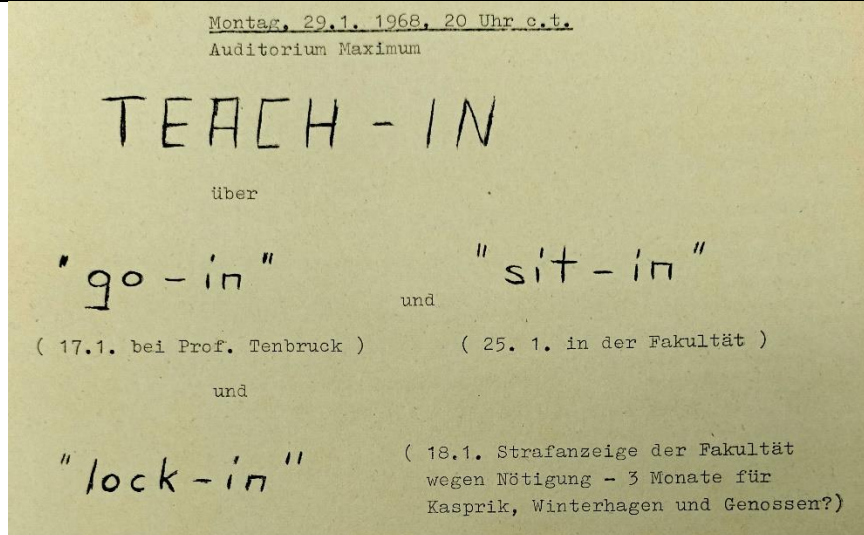 Montag, 29.1. 1968, 20 Uhr c.t.
Auditorium Maximum
TEACH - IN
über
"go - in"
"sit - in"
und
( 17.1. bei Prof. Tenbruck )
( 25. 1. in der Fakultät )
und
"lock - in"
( 18.1. Strafanzeige der Fakultät
wegen Nötigung - 3 Monate für
Kasprik, Winterhagen und Genossen?)